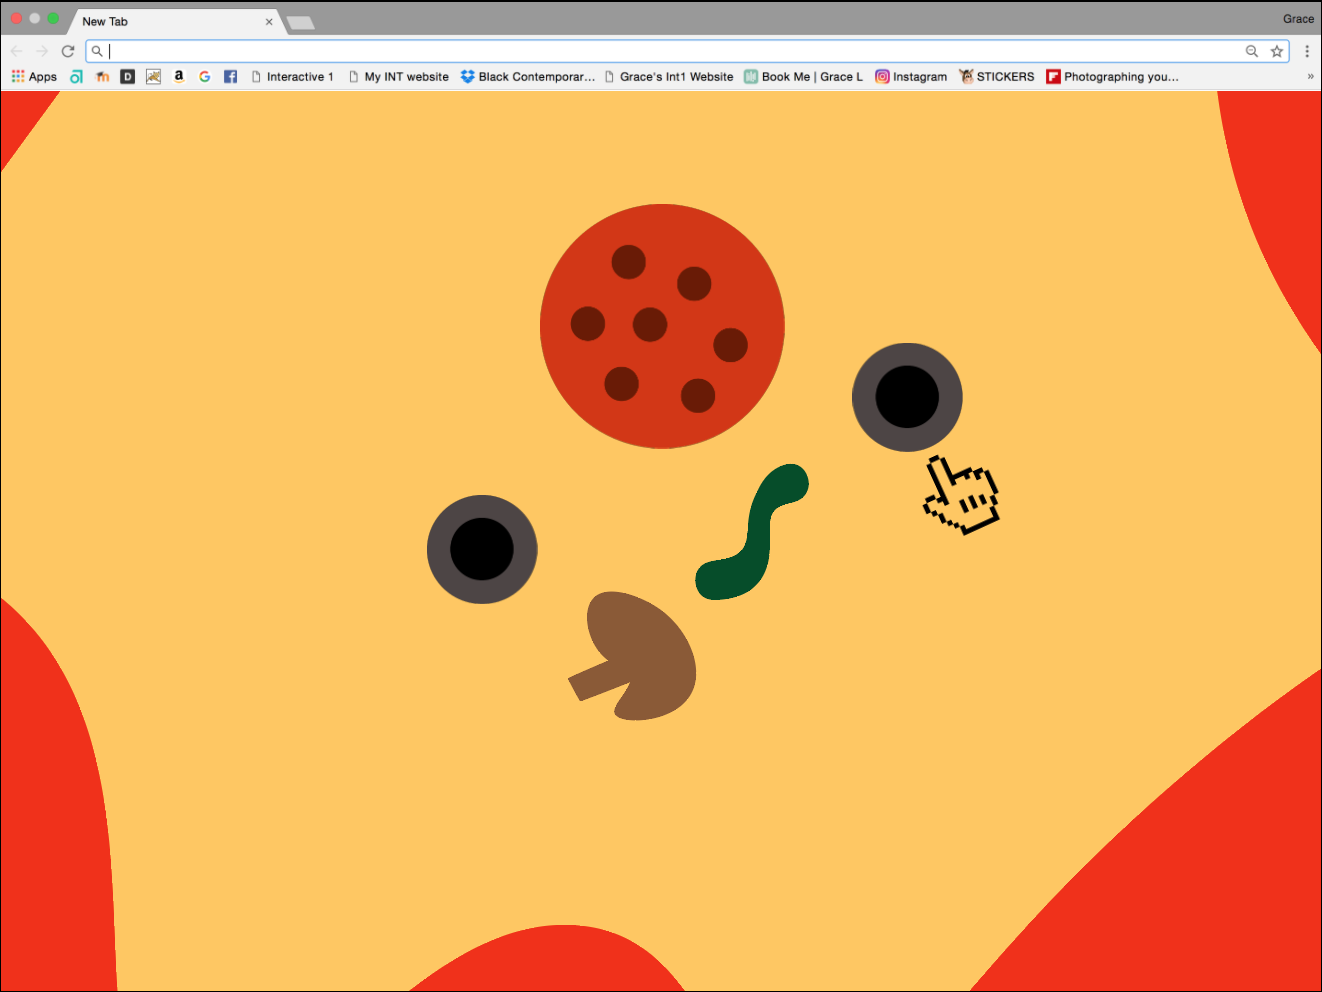 New Tab
Grace
Apps
m
D
a
G
f
Interactive 1
My INT website
Black Contemporar...
Grace's Int1 Website
Book Me | Grace L
Instagram
STICKERS
Photographing you...
»